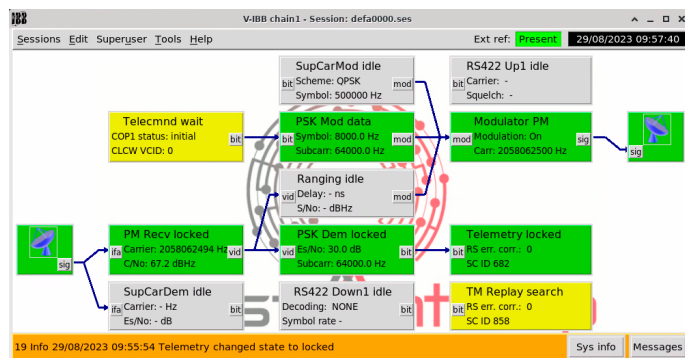 V-IBB chain1 - Session: defa0000.ses
Sessions Edit Superuser Tools Help Ext ref: Present 29/08/2023 09:57:40
SupCarMod idle
bit Scheme: QPSK mod
Symbol: 500000 Hz
RS422 Up1 idle
bit Carrier: -
Squelch: -
Telecmnd wait
COP1 status: initial bit
CLCW VCID: 0
PSK Mod data
bit Symbol: 8000.0 Hz mod
Subcarr: 64000.0 Hz
Modulator PM
mod Modulation: On sig
Carr: 2058062500 Hz
sig
Ranging idle
vid Delay: - ns mod
S/No: - dBHz
sig
PM Recv locked
ifa Carrier: 2058062494 Hz vid
C/No: 67.2 dBHz
PSK Dem locked
vid Es/No: 30.0 dB bit
Subcarr: 64000.0 Hz
Telemetry locked
bit RS err. corr.: 0
SC ID 682
SupCarDem idle
ifa Carrier: - Hz bit
Es/No: - dB
RS422 Down1 idle
Decoding: NONE bit
Symbol rate -
TM Replay search
bit RS err. corr.: 0
SC ID 858
19 Info 29/08/2023 09:55:54 Telemetry changed state to locked Sys info Messages